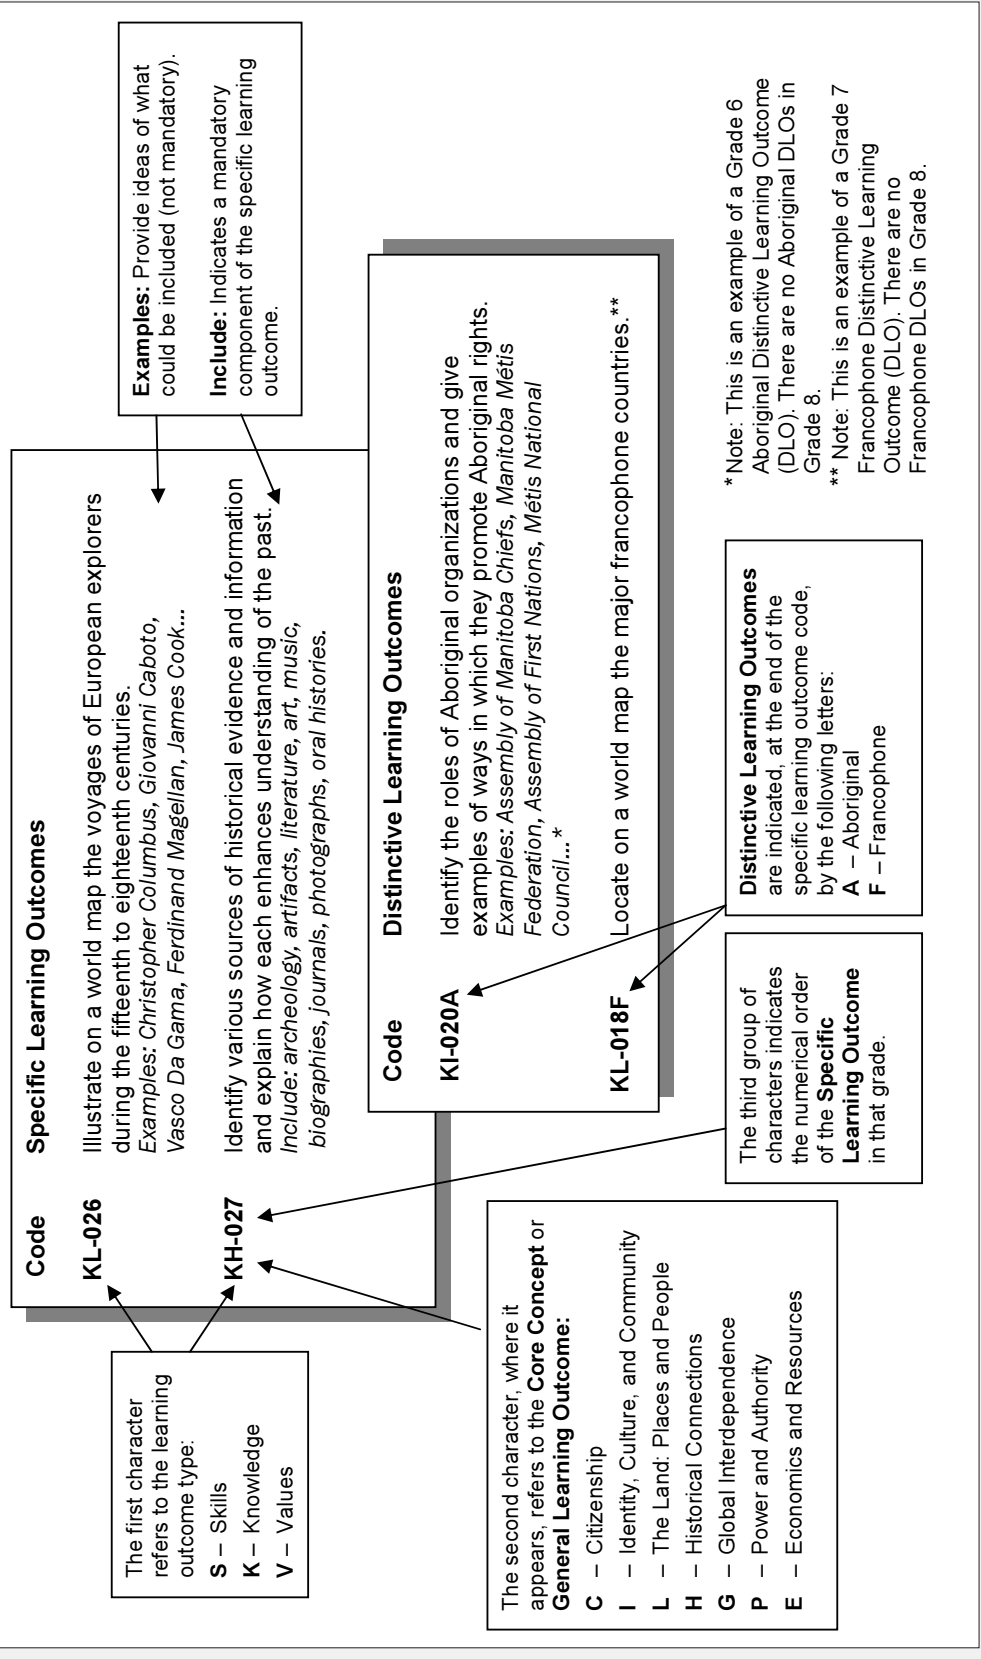 Code Specific Learning Outcomes
KL-026 Illustrate on a world map the voyages of European explorers
during the fifteenth to eighteenth centuries.
Examples: Christopher Columbus, Giovanni Caboto,
Vasco Da Gama, Ferdinand Magellan, James Cook...
KH-027 Identify various sources of historical evidence and information
and explain how each enhances understanding of the past.
Include: archeology, artifacts, literature, art, music,
biographies, journals, photographs, oral histories.
Examples: Provide ideas of what
could be included (not mandatory).
Include: Indicates a mandatory
component of the specific learning
outcome.
The first character
refers to the learning
outcome type:
S – Skills
K – Knowledge
V – Values
Code Distinctive Learning Outcomes
KI-020A Identify the roles of Aboriginal organizations and give
examples of ways in which they promote Aboriginal rights.
Examples: Assembly of Manitoba Chiefs, Manitoba Métis
Federation, Assembly of First Nations, Métis National
Council...*
KL-018F Locate on a world map the major francophone countries.**
The second character, where it
appears, refers to the Core Concept or
General Learning Outcome:
C – Citizenship
I – Identity, Culture, and Community
L – The Land: Places and People
H – Historical Connections
G – Global Interdependence
P – Power and Authority
E – Economics and Resources
The third group of
characters indicates
the numerical order
of the Specific
Learning Outcome
in that grade.
Distinctive Learning Outcomes
are indicated, at the end of the
specific learning outcome code,
by the following letters:
A – Aboriginal
F – Francophone
* Note: This is an example of a Grade 6
Aboriginal Distinctive Learning Outcome
(DLO). There are no Aboriginal DLOs in
Grade 8.
** Note: This is an example of a Grade 7
Francophone Distinctive Learning
Outcome (DLO). There are no
Francophone DLOs in Grade 8.